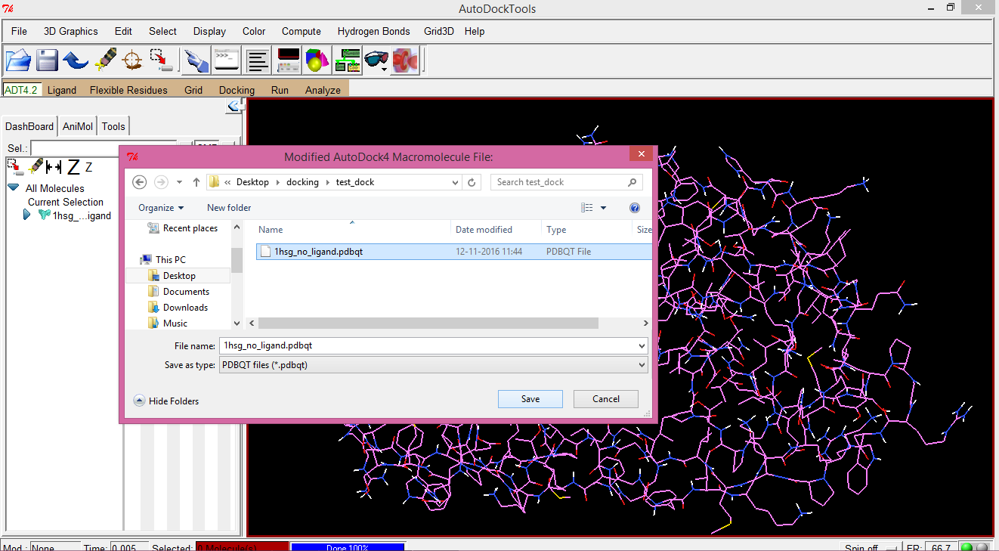 AutoDockTools
File 3D Graphics Edit Select Display Color Compute Hydrogen Bonds Grid3D Help
ADT4.2 Ligand Flexible Residues Grid Docking Run Analyze
DashBoard AniMol Tools
Sel.:
Z Z
All Molecules
Current Selection
1hsg_...igand
Modified AutoDock4 Macromolecule File:
« Desktop docking test_dock
Search test_dock
Organize New folder
Recent places
This PC
Desktop
Documents
Downloads
Music
Name Date modified Type Size
1hsg_no_ligand.pdbqt 12-11-2016 11:44 PDBQT File
File name: 1hsg_no_ligand.pdbqt
Save as type: PDBQT files (*.pdbqt)
Hide Folders
Save Cancel
Mod.: None Time: 0.005 Selected: 0 Molecule(s) Done 100% Spin off FR: 66.7